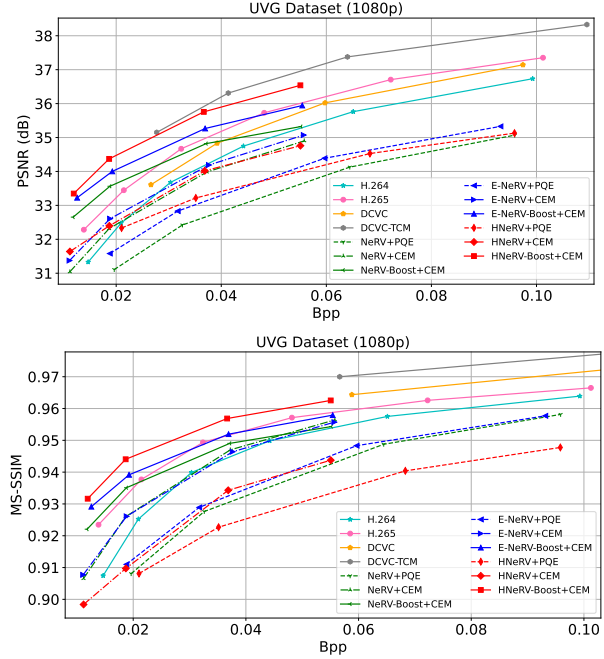 UVG Dataset (1080p)
PSNR (dB)
38
37
36
35
34
33
32
31
H.264
H.265
DCVC
DCVC-TCM
NeRV+PQE
NeRV+CEM
NeRV-Boost+CEM
E-NeRV+PQE
E-NeRV+CEM
E-NeRV-Boost+CEM
HNeRV+PQE
HNeRV+CEM
HNeRV-Boost+CEM
0.02 0.04 0.06 0.08 0.10
Bpp
UVG Dataset (1080p)
MS-SSIM
0.97
0.96
0.95
0.94
0.93
0.92
0.91
0.90
H.264
H.265
DCVC
DCVC-TCM
NeRV+PQE
NeRV+CEM
NeRV-Boost+CEM
E-NeRV+PQE
E-NeRV+CEM
E-NeRV-Boost+CEM
HNeRV+PQE
HNeRV+CEM
HNeRV-Boost+CEM
0.02 0.04 0.06 0.08 0.10
Bpp